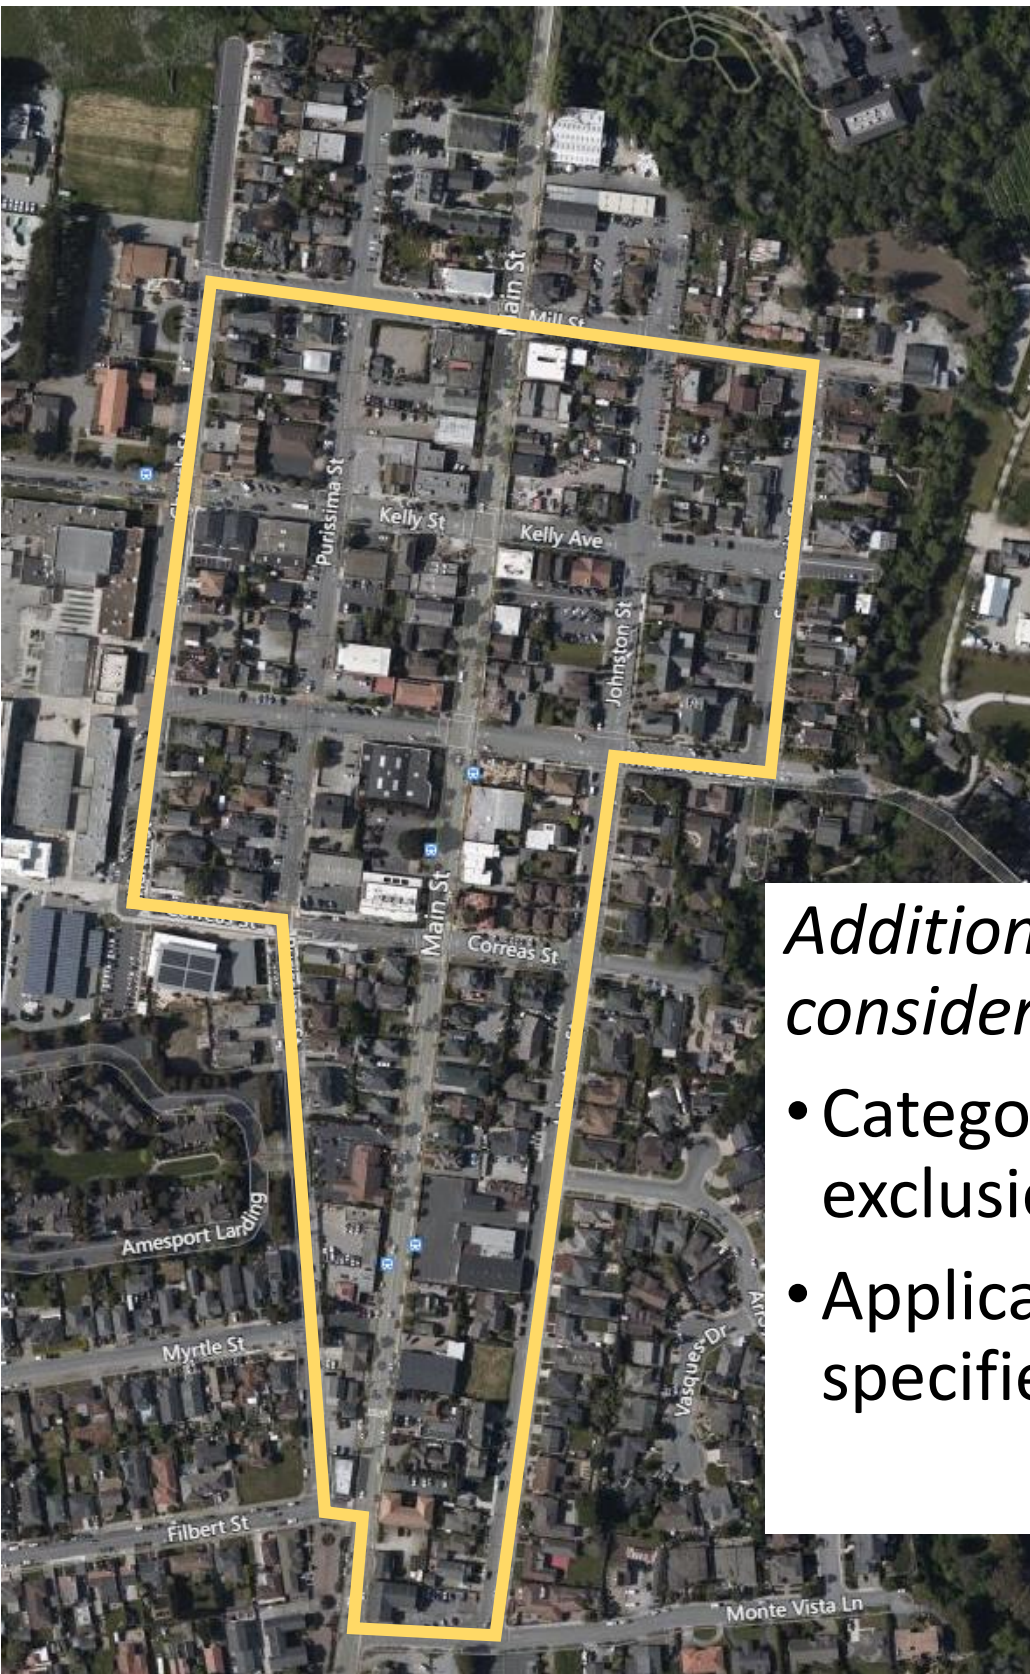 Main St
Mill St
Purissima St
Kelly St
Kelly Ave
Johnston St
Main St
Correas St
Addition
consider
• Catego
exclusi
• Applica
specifie
Amesport Landing
Myrtle St
Vasques Dr
Filbert St
Monte Vista Ln